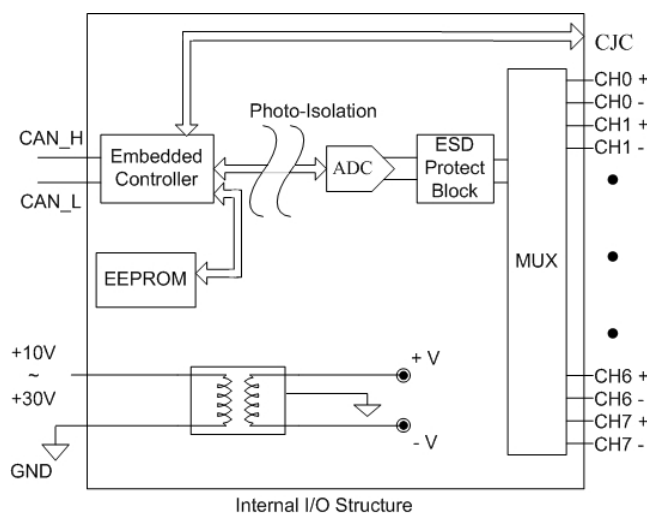 CJC
CH0 +
CH0 -
CH1 +
CH1 -
Photo-Isolation
CAN_H
CAN_L
Embedded
Controller
ADC
ESD
Protect
Block
MUX
EEPROM
+10V
~
+30V
GND
+ V
- V
CH6 +
CH6 -
CH7 +
CH7 -
Internal I/O Structure